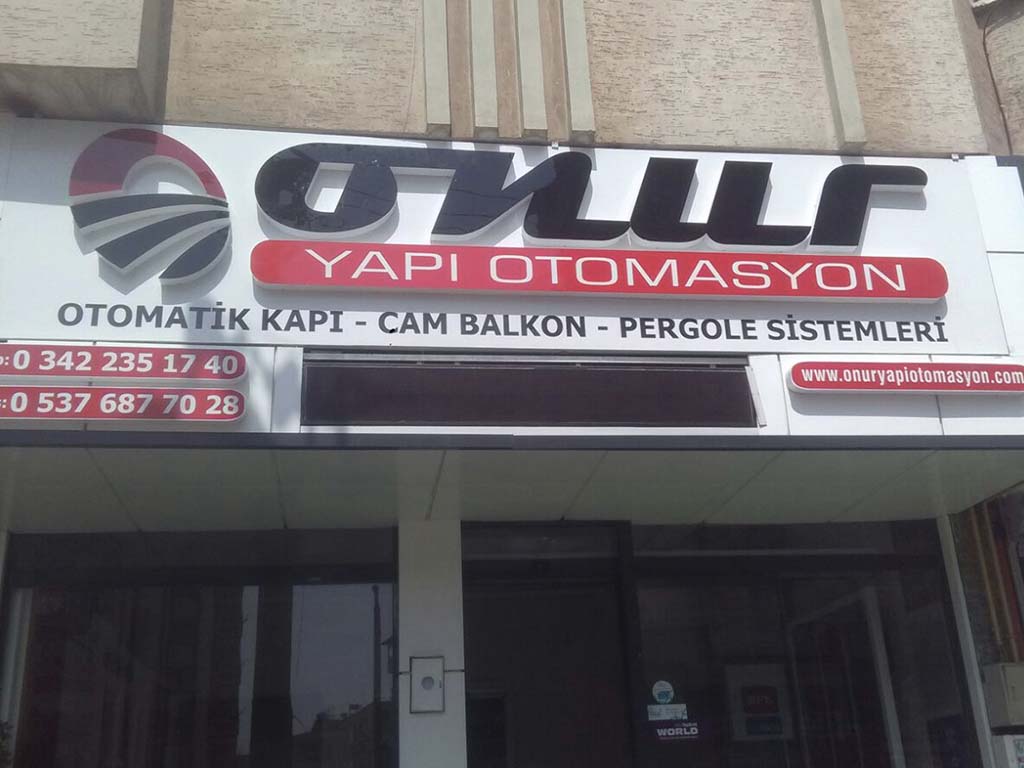 onur
YAPI OTOMASYON
OTOMATİK KAPI - CAM BALKON - PERGOLE SİSTEMLERİ
: 0 342 235 17 40
: 0 537 687 70 28
www.onuryapiotomasyon.com
WORLD